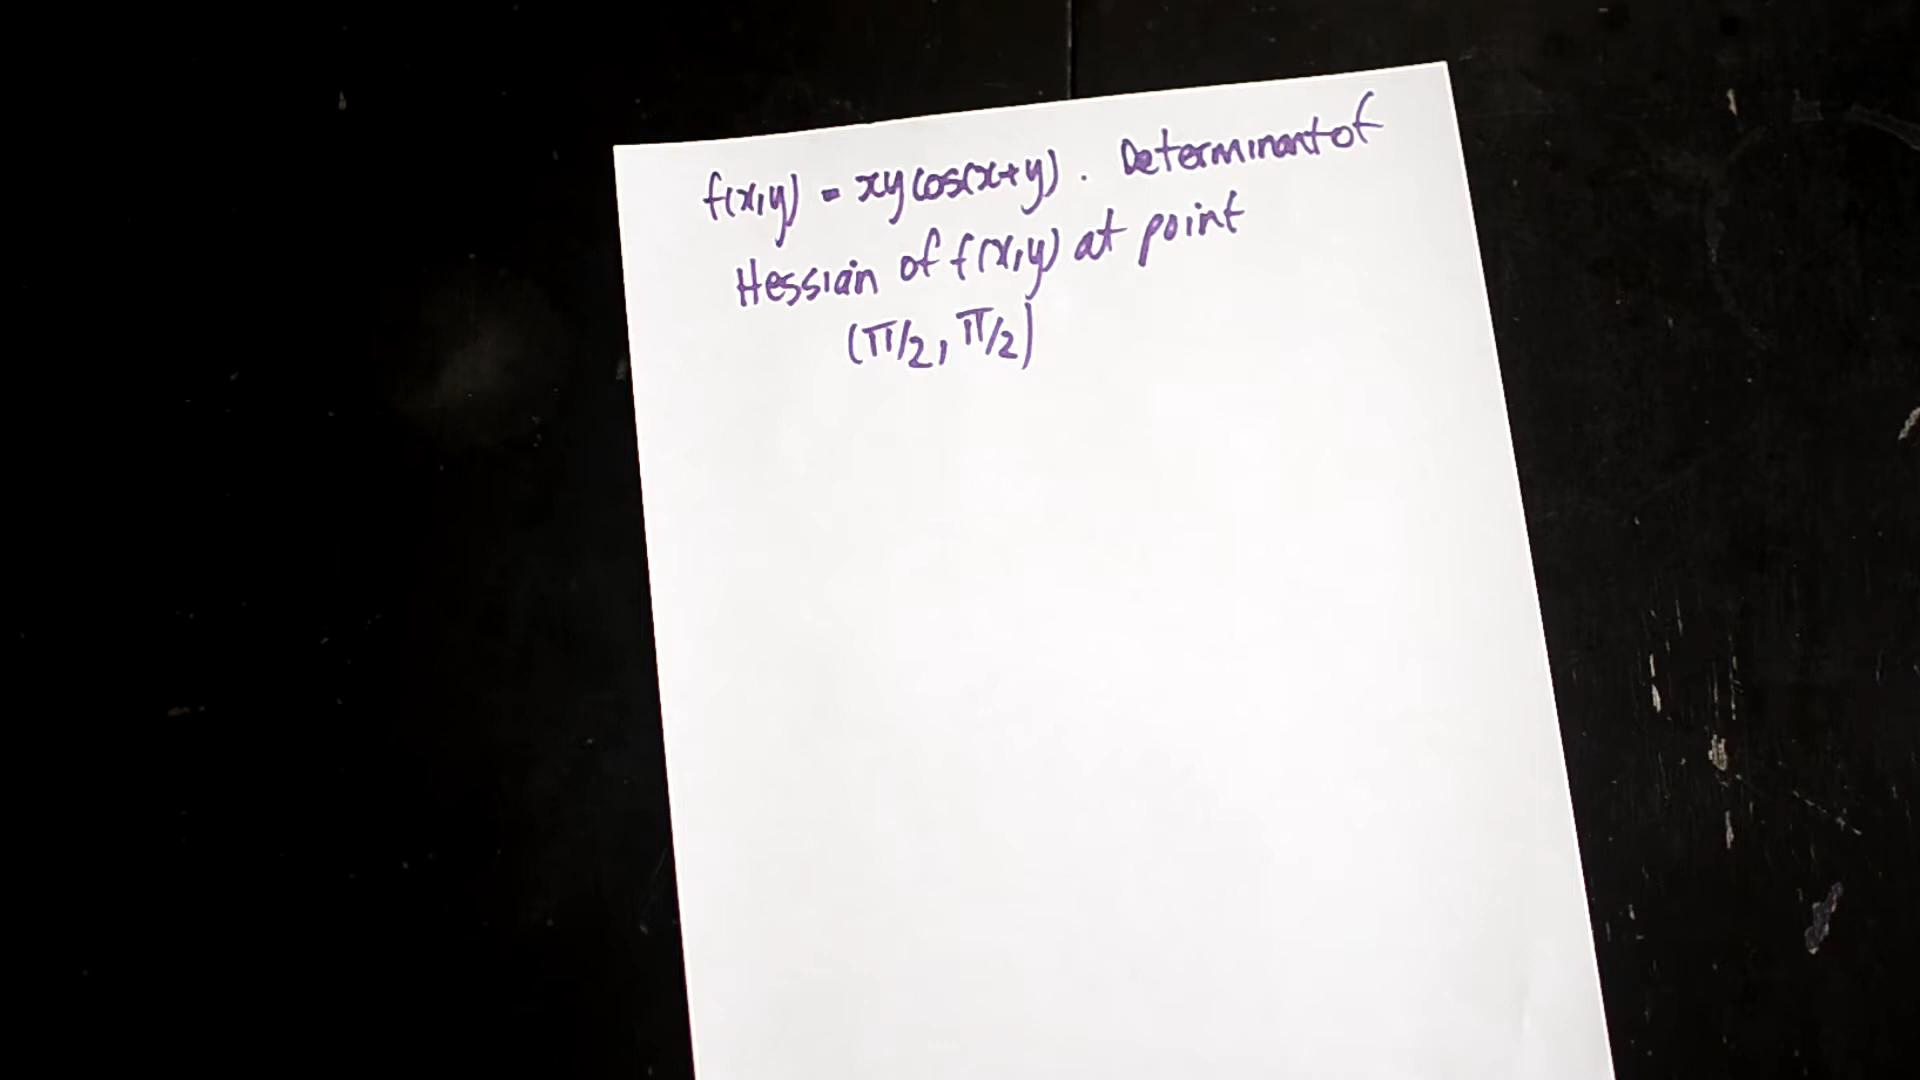 f(x,y) = xy cos(x+y). Determinant of
Hessian of f(x,y) at point
(π/2, π/2)